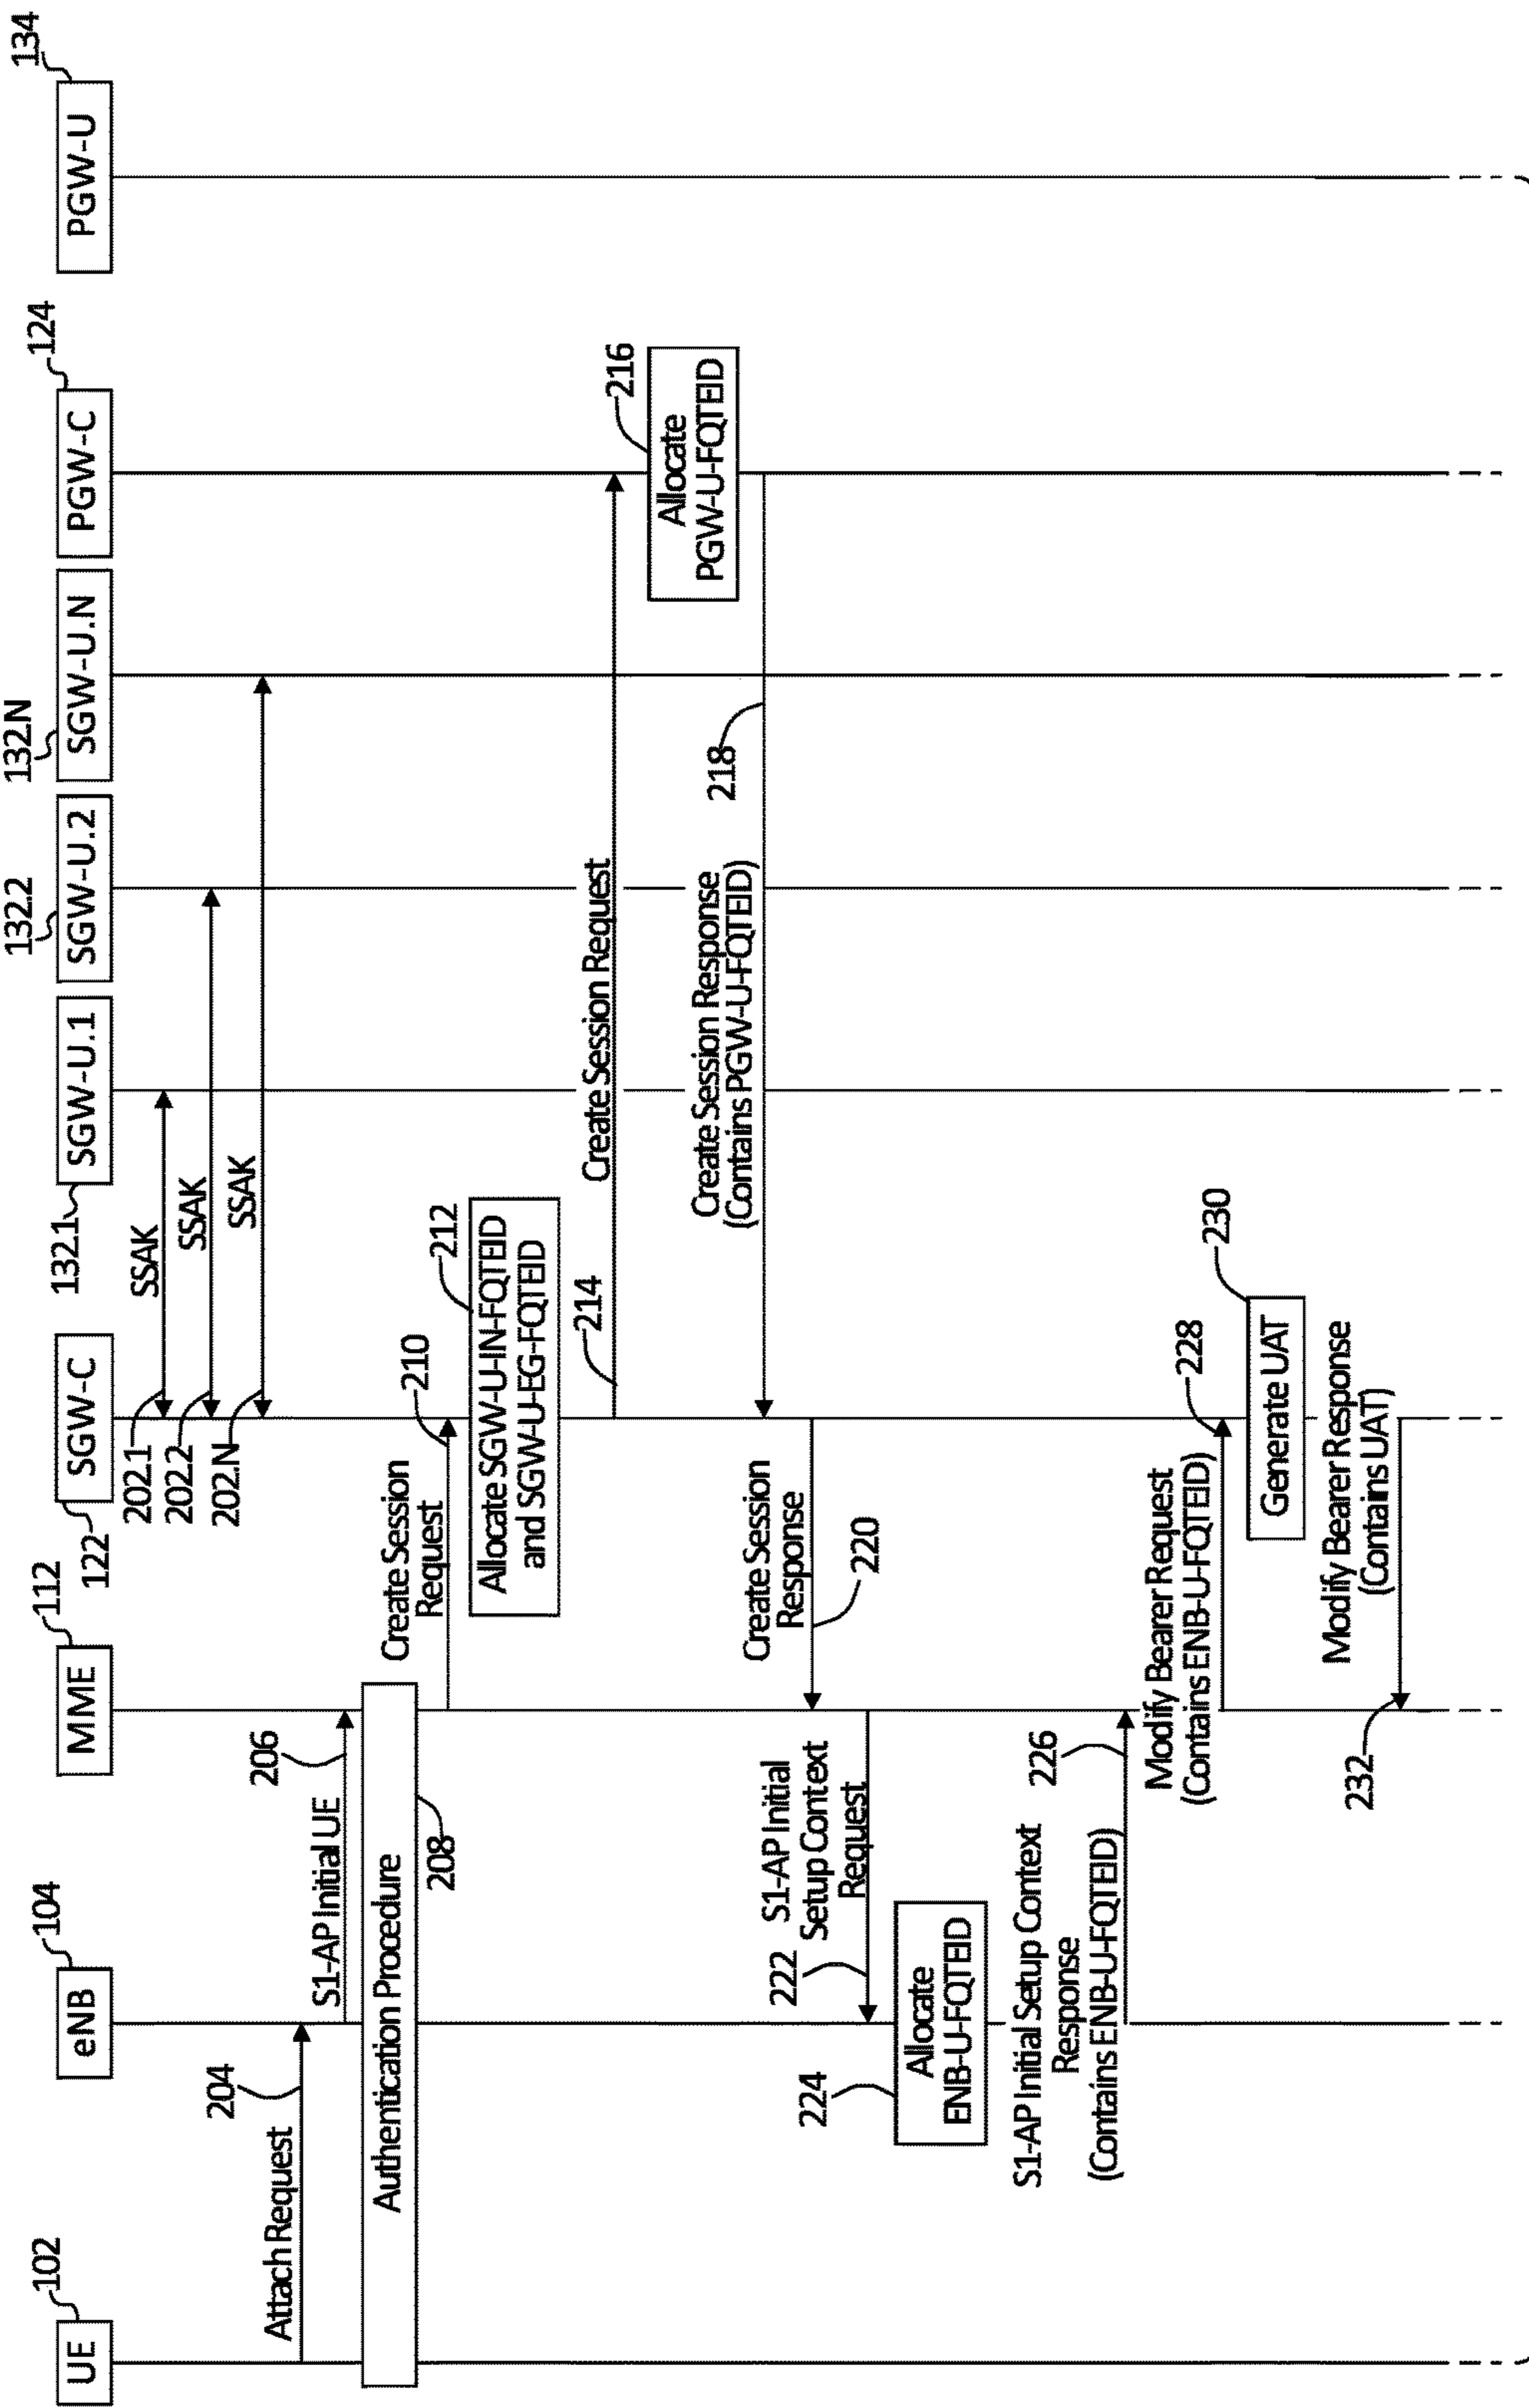 UE
102
eNB
104
MME
112
SGW-C
122
SGW-U.1
132.1
SGW-U.2
132.2
SGW-U.N
132.N
PGW-C
124
PGW-U
134
202.1
SSAK
202.2
SSAK
202.N
SSAK
Attach Request
204
S1-AP Initial UE
206
Authentication Procedure
208
Create Session
Request
210
Allocate SGW-U-IN-FQTEID
and SGW-U-EG-FQTEID
212
Create Session Request
214
Allocate
PGW-U-FQTEID
216
Create Session Response
(Contains PGW-U-FQTEID)
218
Create Session
Response
220
S1-AP Initial
Setup Context
Request
222
Allocate
ENB-U-FQTEID
224
S1-AP Initial Setup Context
Response
(Contains ENB-U-FQTEID)
226
Modify Bearer Request
(Contains ENB-U-FQTEID)
228
Generate UAT
230
Modify Bearer Response
(Contains UAT)
232